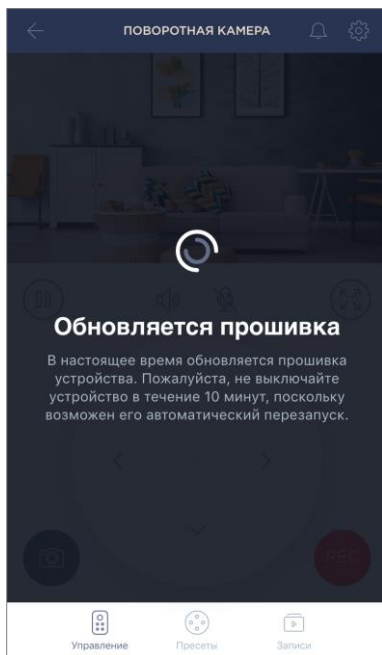 ПОВОРОТНАЯ КАМЕРА
Обновляется прошивка
В настоящее время обновляется прошивка
устройства. Пожалуйста, не выключайте
устройство в течение 10 минут, поскольку
возможен его автоматический перезапуск.
REC
Управление
Пресеты
Записи